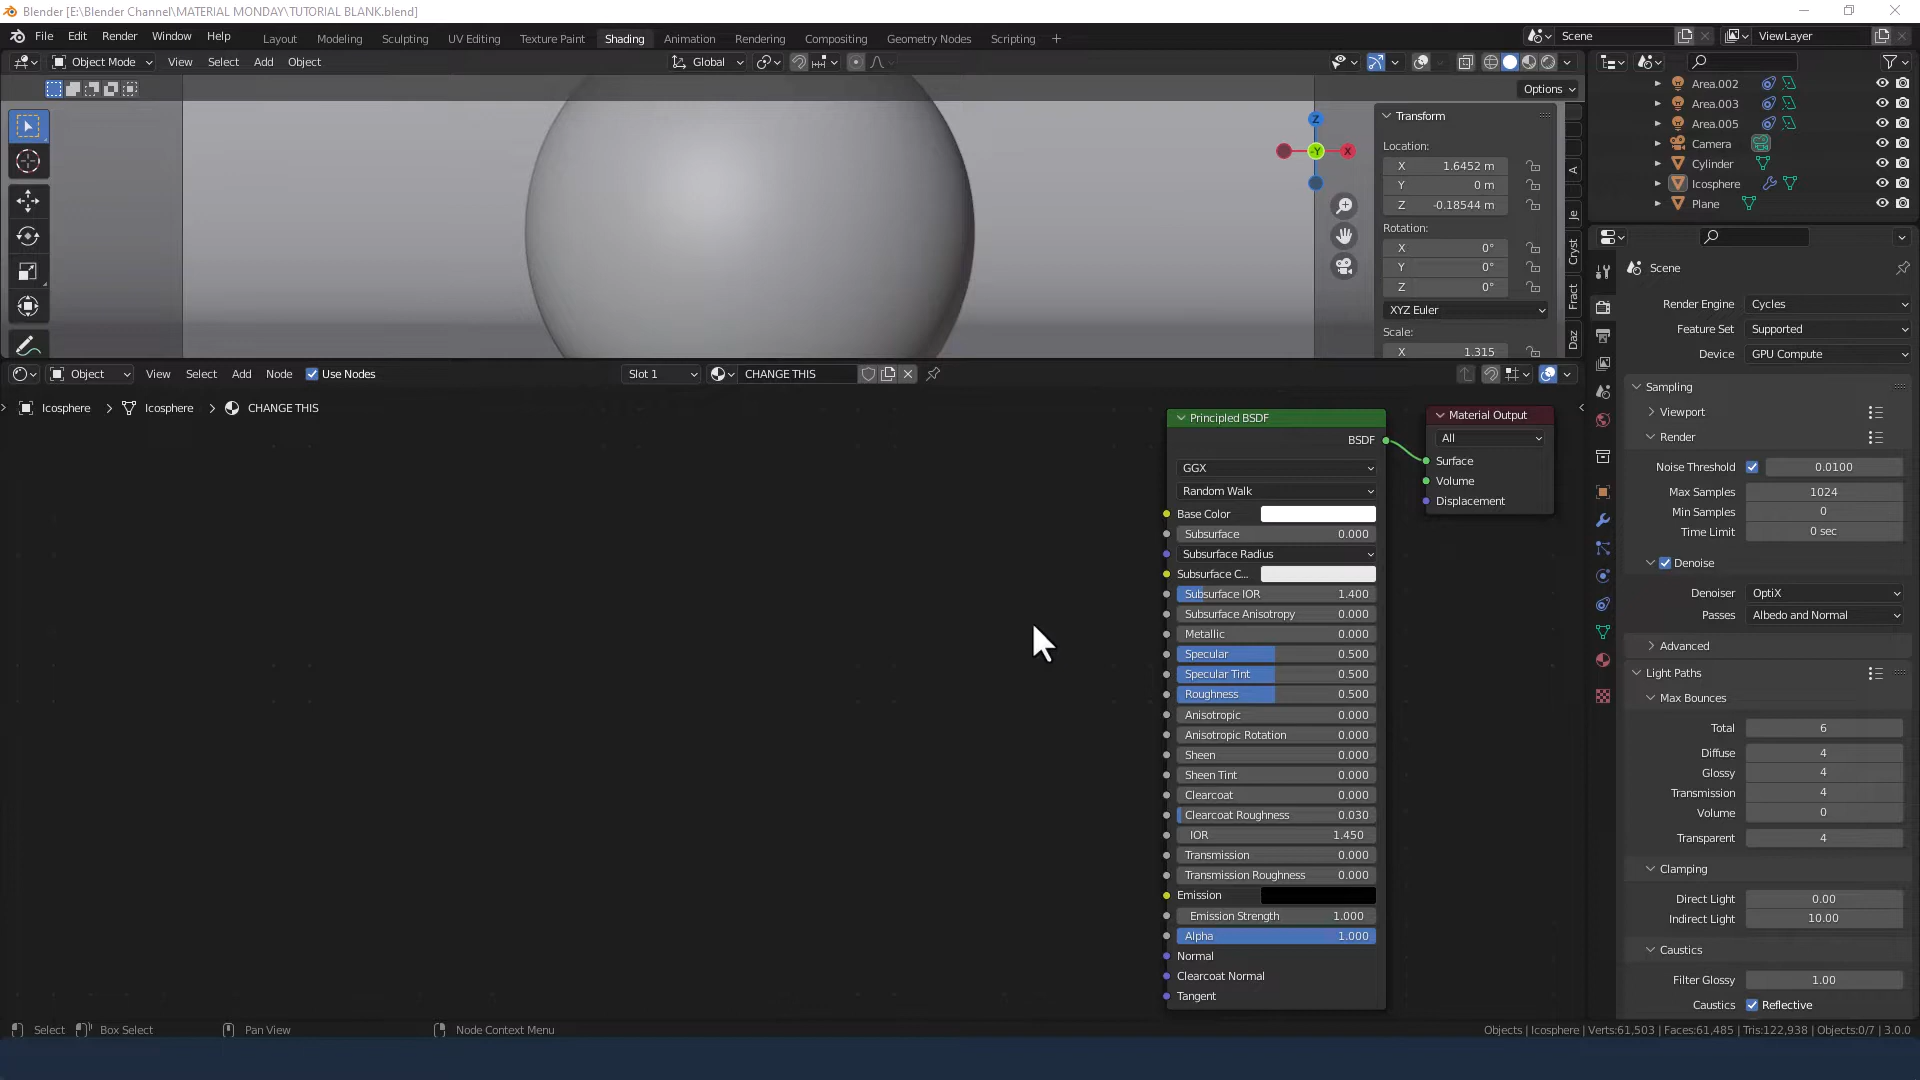 Blender [E:\Blender Channel\MATERIAL MONDAY\TUTORIAL BLANK.blend]
File Edit Render Window Help Layout Modeling Sculpting UV Editing Texture Paint Shading Animation Rendering Compositing Geometry Nodes Scripting + Scene ViewLayer
Object Mode View Select Add Object Global
Options
Area.002
Area.003
Area.005
Camera
Cylinder
Icosphere
Plane
Z
-Y
X
Transform
Location:
X 1.6452 m
Y 0 m
Z -0.18544 m
Rotation:
X 0°
Y 0°
Z 0°
XYZ Euler
Scale:
X 1.315
A
Je
Cryst
Fract
Daz
Object View Select Add Node Use Nodes Slot 1 CHANGE THIS
Icosphere > Icosphere > CHANGE THIS
Principled BSDF
BSDF
GGX
Random Walk
Base Color
Subsurface 0.000
Subsurface Radius
Subsurface C...
Subsurface IOR 1.400
Subsurface Anisotropy 0.000
Metallic 0.000
Specular 0.500
Specular Tint 0.500
Roughness 0.500
Anisotropic 0.000
Anisotropic Rotation 0.000
Sheen 0.000
Sheen Tint 0.000
Clearcoat 0.000
Clearcoat Roughness 0.030
IOR 1.450
Transmission 0.000
Transmission Roughness 0.000
Emission
Emission Strength 1.000
Alpha 1.000
Normal
Clearcoat Normal
Tangent
Material Output
All
Surface
Volume
Displacement
Scene
Render Engine Cycles
Feature Set Supported
Device GPU Compute
Sampling
Viewport
Render
Noise Threshold 0.0100
Max Samples 1024
Min Samples 0
Time Limit 0 sec
Denoise
Denoiser OptiX
Passes Albedo and Normal
Advanced
Light Paths
Max Bounces
Total 6
Diffuse 4
Glossy 4
Transmission 4
Volume 0
Transparent 4
Clamping
Direct Light 0.00
Indirect Light 10.00
Caustics
Filter Glossy 1.00
Caustics Reflective
Select Box Select Pan View Node Context Menu Objects | Icosphere | Verts:61,503 | Faces:61,485 | Tris:122,938 | Objects:0/7 | 3.0.0